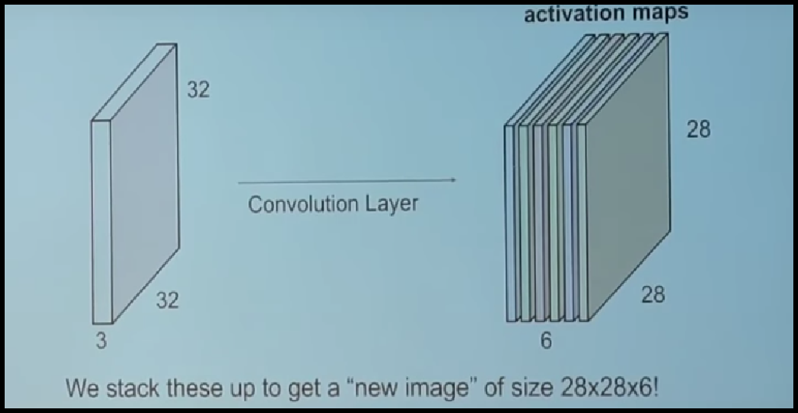 activation maps
32
28
Convolution Layer
32
28
3
6
We stack these up to get a “new image” of size 28x28x6!